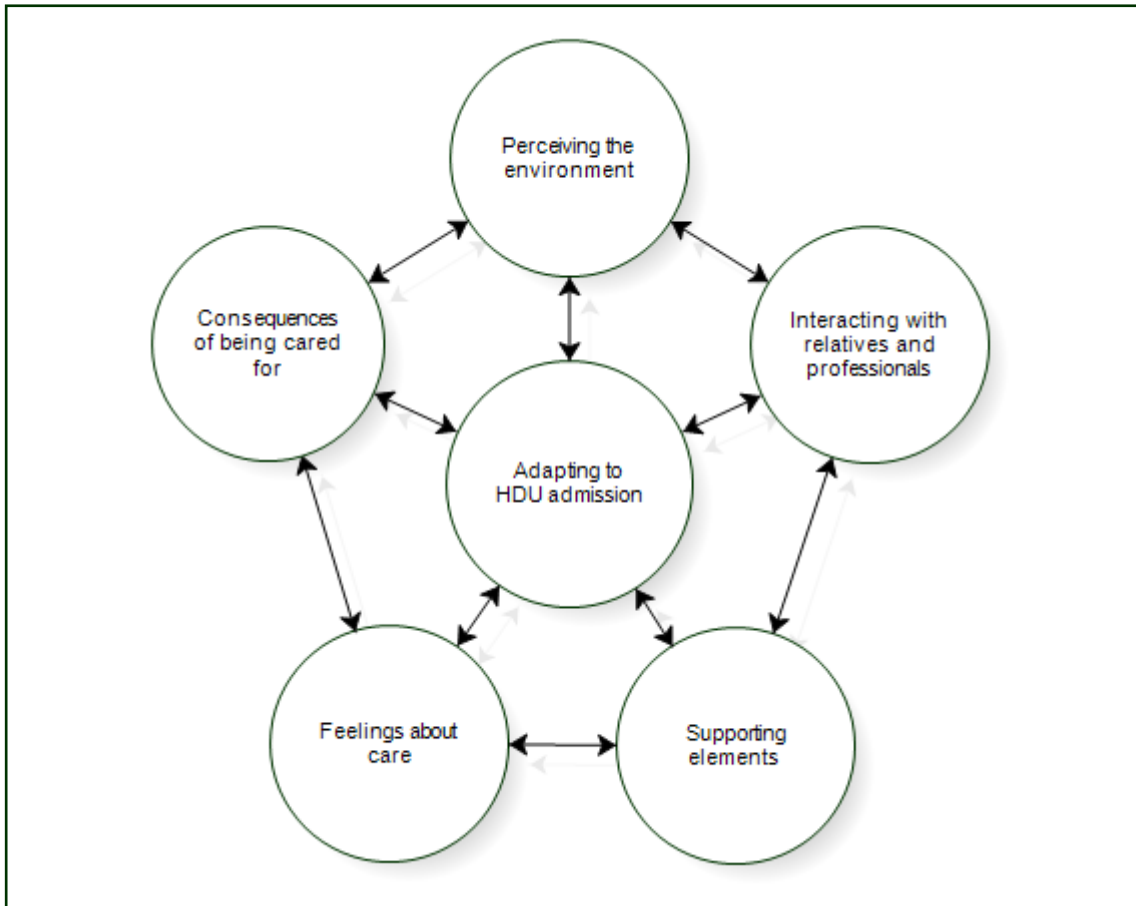 Perceiving the
environment
Consequences
of being cared
for
Interacting with
relatives and
professionals
Adapting to
HDU admission
Feelings about
care
Supporting
elements